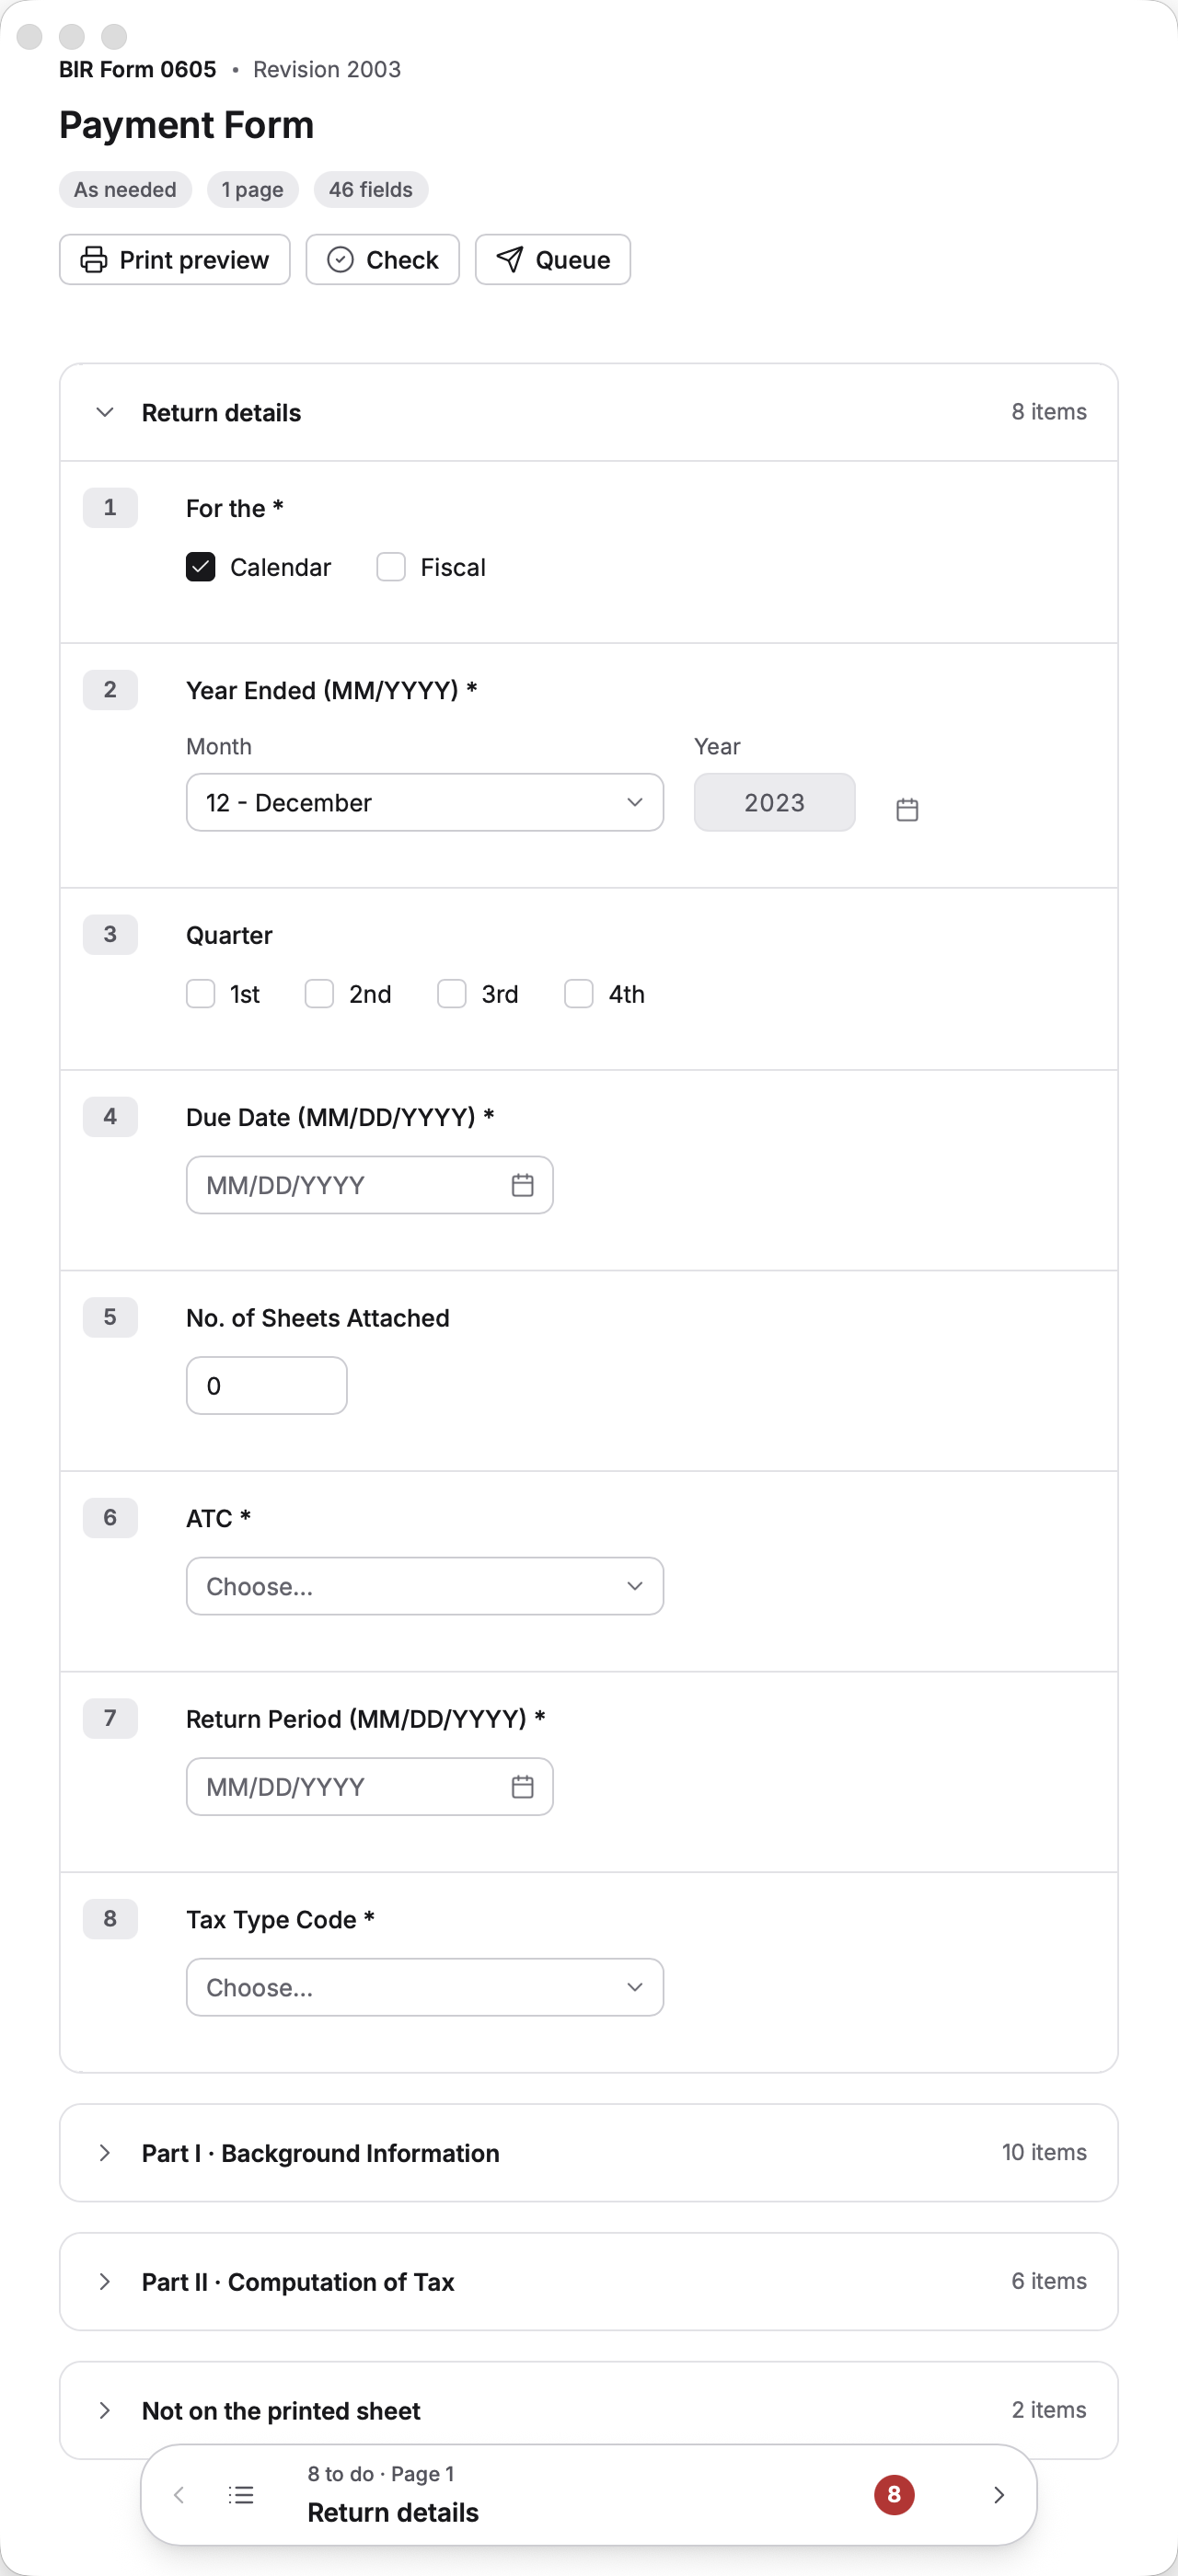 BIR Form 0605 • Revision 2003
Payment Form
As needed 1 page 46 fields
Print preview Check Queue
Return details 8 items
1 For the *
Calendar Fiscal
2 Year Ended (MM/YYYY) *
Month Year
12 - December 2023
3 Quarter
1st 2nd 3rd 4th
4 Due Date (MM/DD/YYYY) *
MM/DD/YYYY
5 No. of Sheets Attached
0
6 ATC *
Choose...
7 Return Period (MM/DD/YYYY) *
MM/DD/YYYY
8 Tax Type Code *
Choose...
Part I · Background Information 10 items
Part II · Computation of Tax 6 items
Not on the printed sheet 2 items
8 to do · Page 1
Return details 8